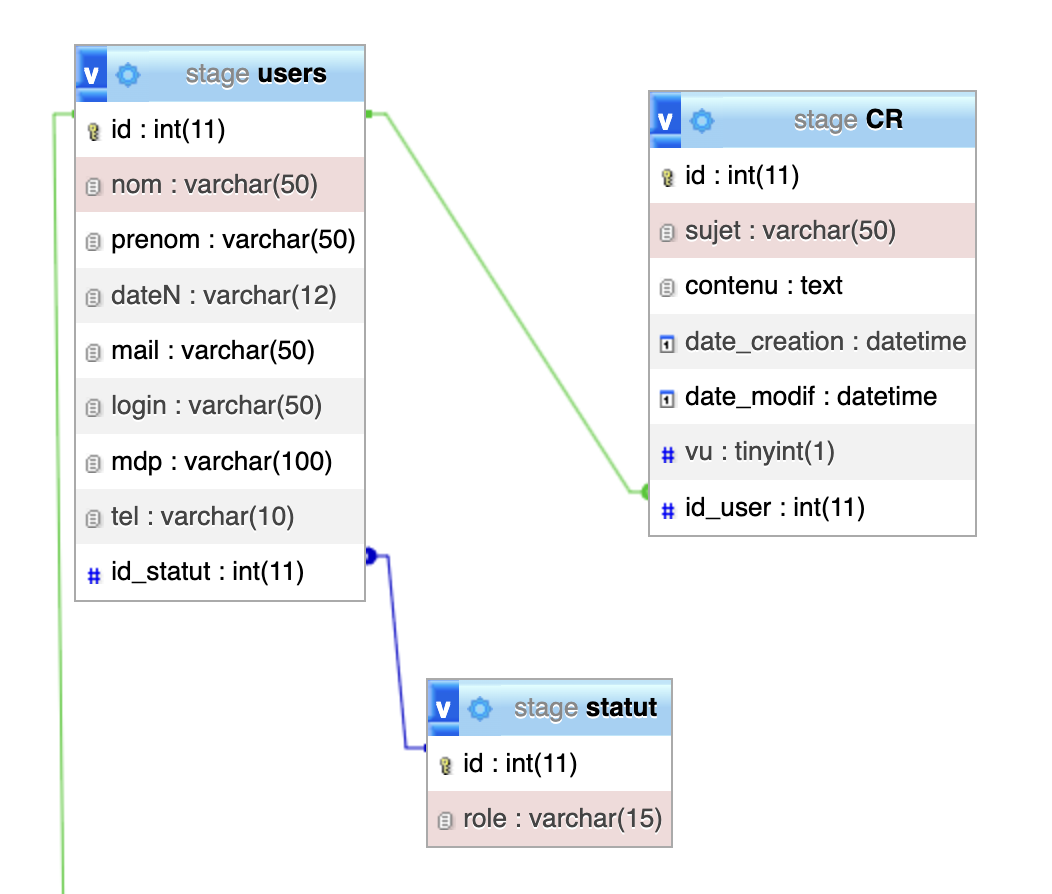 v stage users
id : int(11)
nom : varchar(50)
prenom : varchar(50)
dateN : varchar(12)
mail : varchar(50)
login : varchar(50)
mdp : varchar(100)
tel : varchar(10)
# id_statut : int(11)
v stage CR
id : int(11)
sujet : varchar(50)
contenu : text
date_creation : datetime
date_modif : datetime
# vu : tinyint(1)
# id_user : int(11)
v stage statut
id : int(11)
role : varchar(15)